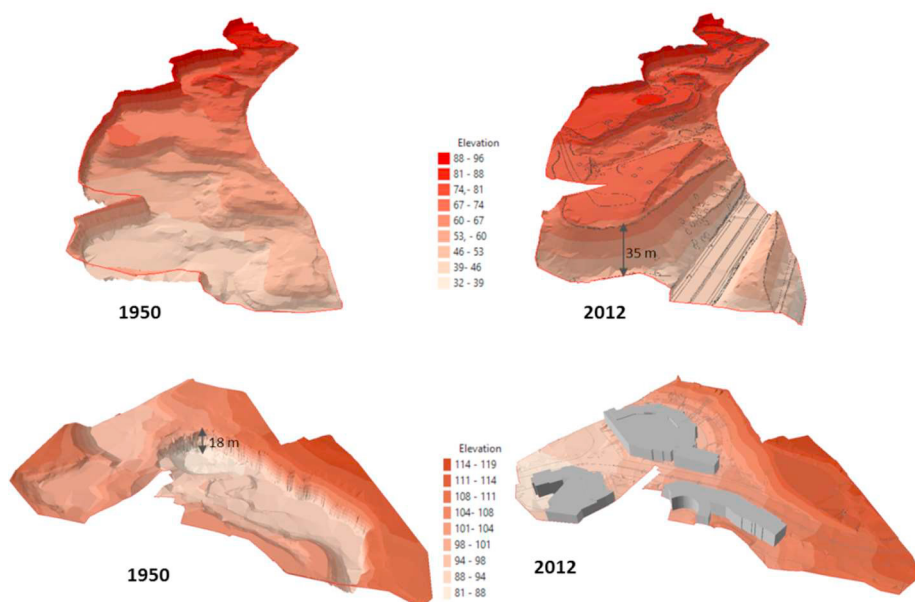 Elevation
88 - 96
81 - 88
74,- 81
67 - 74
60 - 67
53, - 60
46 - 53
39- 46
32 - 39
35 m
1950
2012
18 m
Elevation
114 - 119
111 - 114
108 - 111
104- 108
101- 104
98 - 101
94 - 98
88 - 94
81 - 88
1950
2012